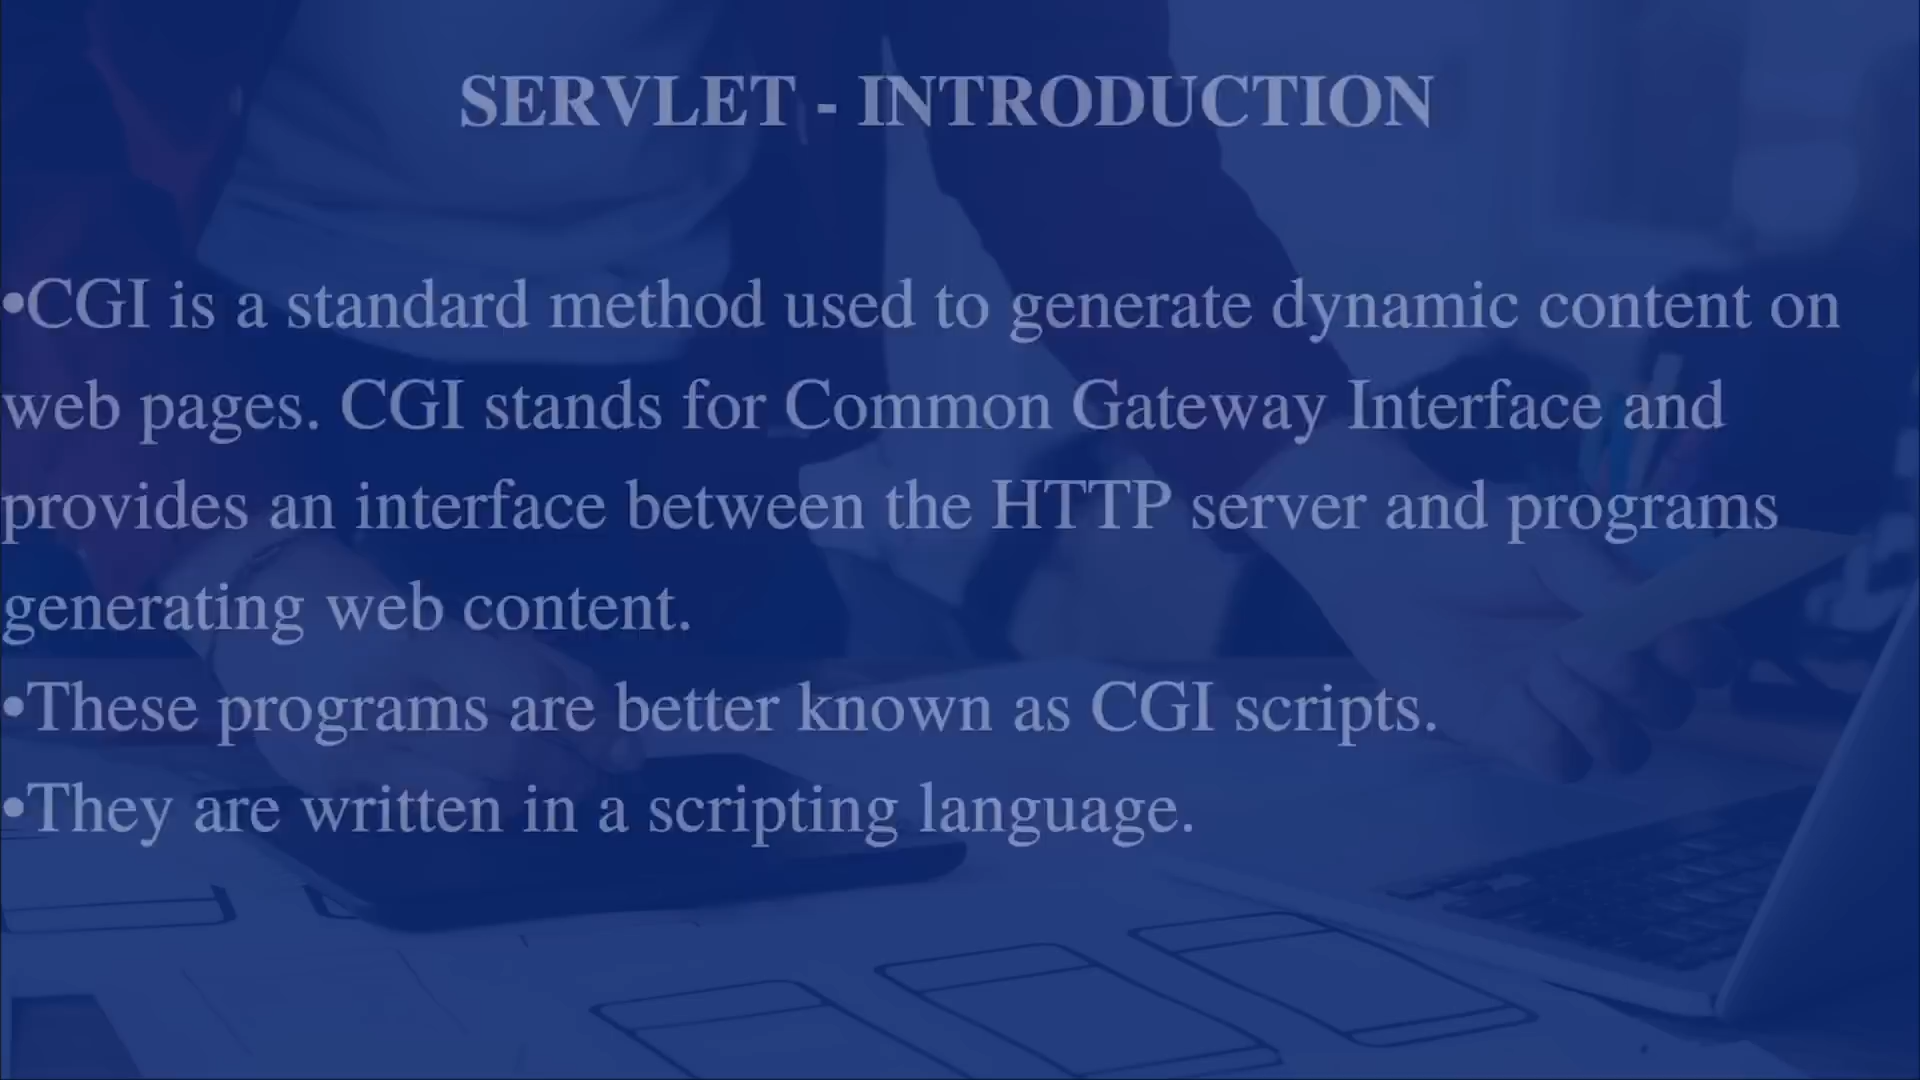 SERVLET - INTRODUCTION
•CGI is a standard method used to generate dynamic content on
web pages. CGI stands for Common Gateway Interface and
provides an interface between the HTTP server and programs
generating web content.
•These programs are better known as CGI scripts.
•They are written in a scripting language.